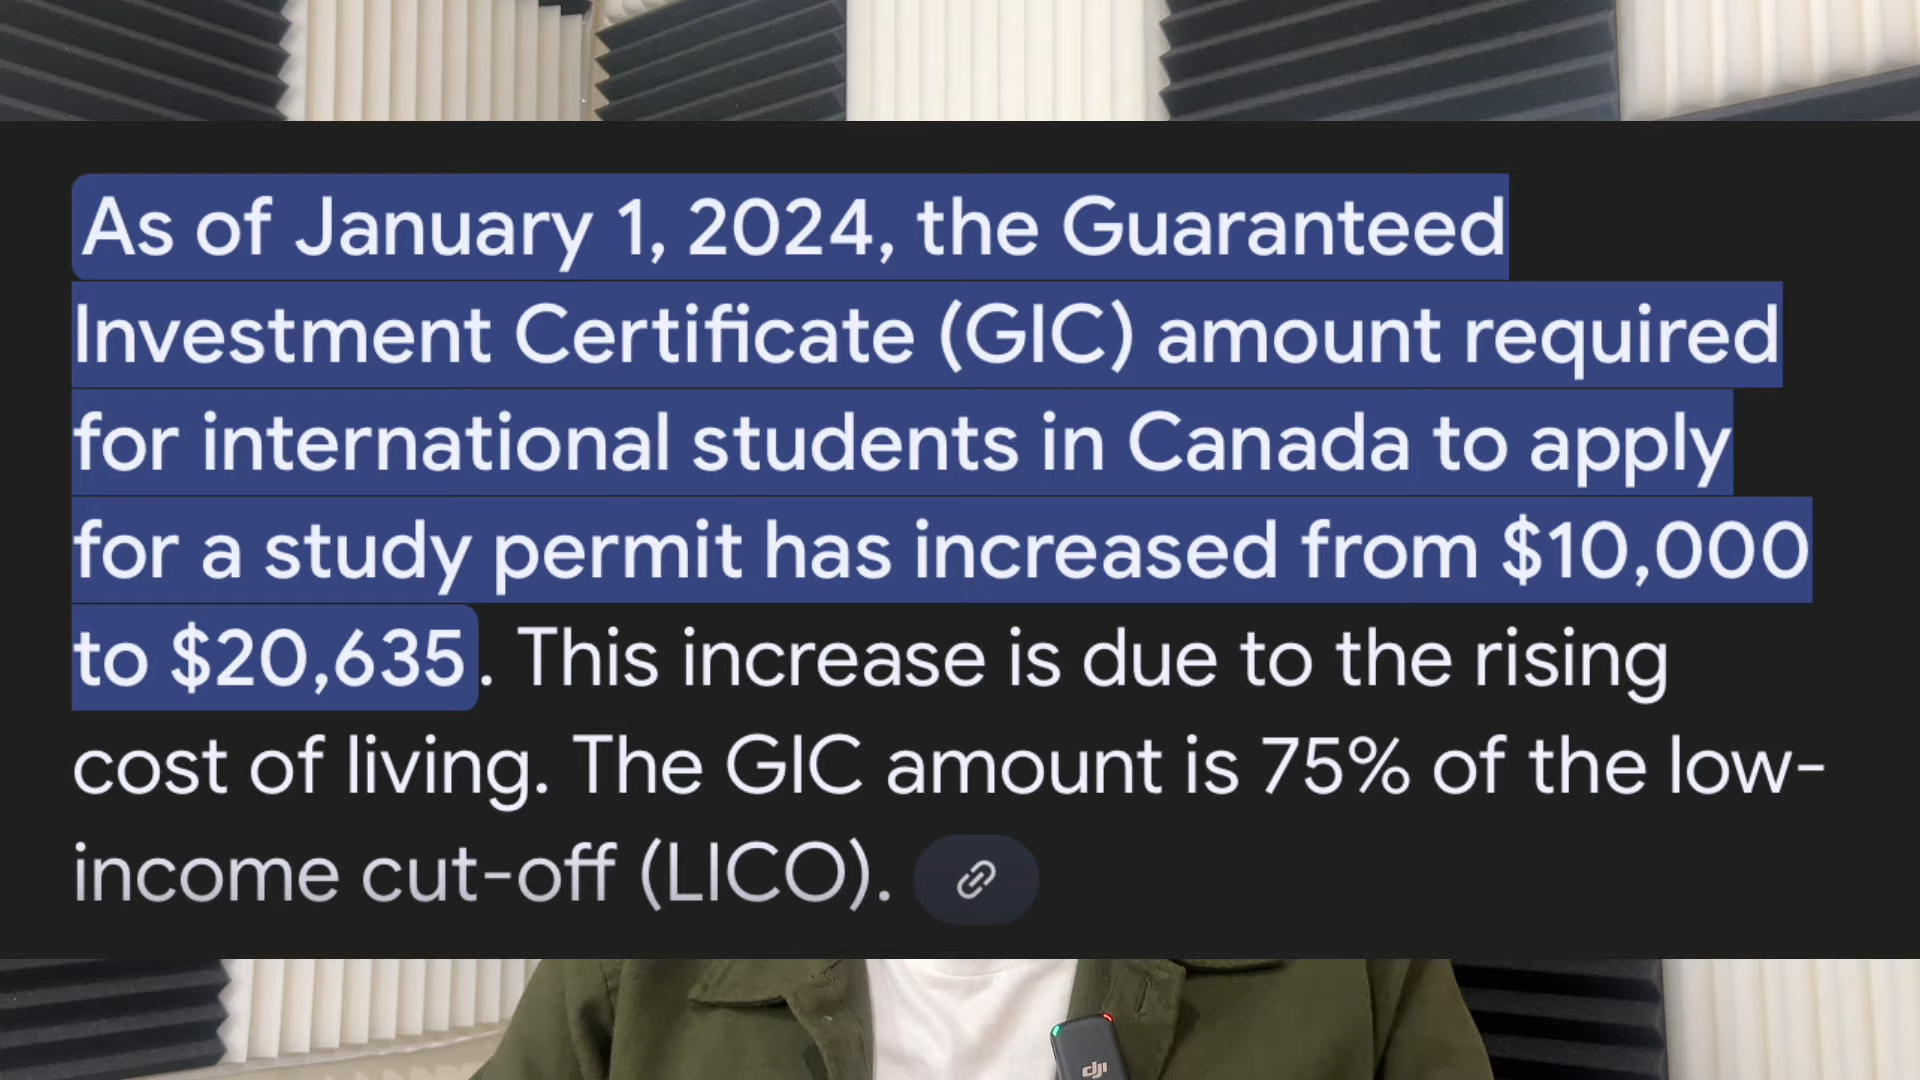 As of January 1, 2024, the Guaranteed
Investment Certificate (GIC) amount required
for international students in Canada to apply
for a study permit has increased from $10,000
to $20,635. This increase is due to the rising
cost of living. The GIC amount is 75% of the low-
income cut-off (LICO).
dji